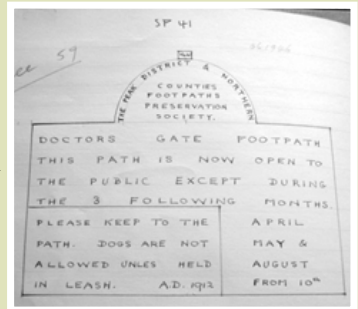 SP 41
59
THE PEAK DISTRICT & NORTHERN
COUNTIES
FOOTPATHS
PRESERVATION
SOCIETY.
DOCTORS GATE FOOTPATH
THIS PATH IS NOW OPEN TO
THE PUBLIC EXCEPT DURING
THE 3 FOLLOWING MONTHS.
PLEASE KEEP TO THE
PATH. DOGS ARE NOT
ALLOWED UNLES HELD
IN LEASH. A.D. 1912
APRIL
MAY &
AUGUST
FROM 10TH